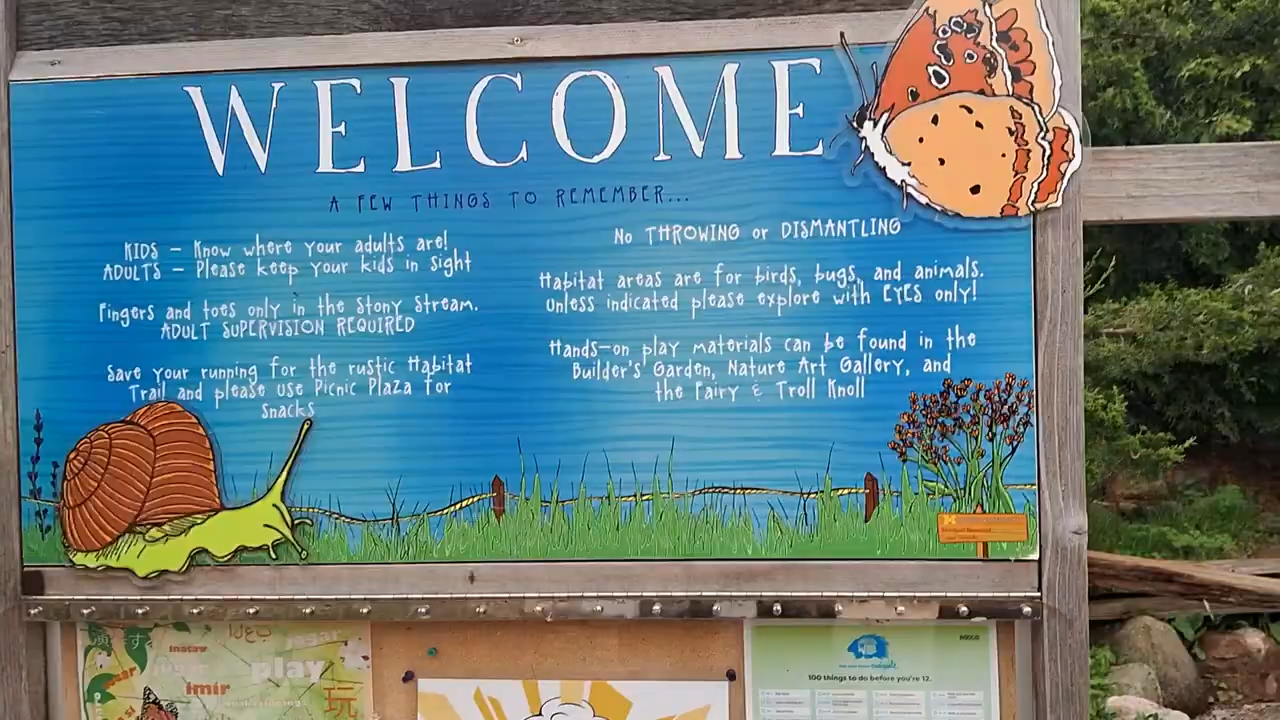 WELCOME
A FEW THINGS TO REMEMBER...
KIDS – Know where your adults are!
ADULTS – Please keep your kids in sight
Fingers and toes only in the Stony Stream.
ADULT SUPERVISION REQUIRED
Save your running for the rustic Habitat
Trail and please use Picnic Plaza for
Snacks
No THROWING or DISMANTLING
Habitat areas are for birds, bugs, and animals.
Unless indicated please explore with EYES only!
Hands-on play materials can be found in the
Builder's Garden, Nature Art Gallery, and
the Fairy & Troll Knoll
play
imir
玩
100 things to do before you're 12.